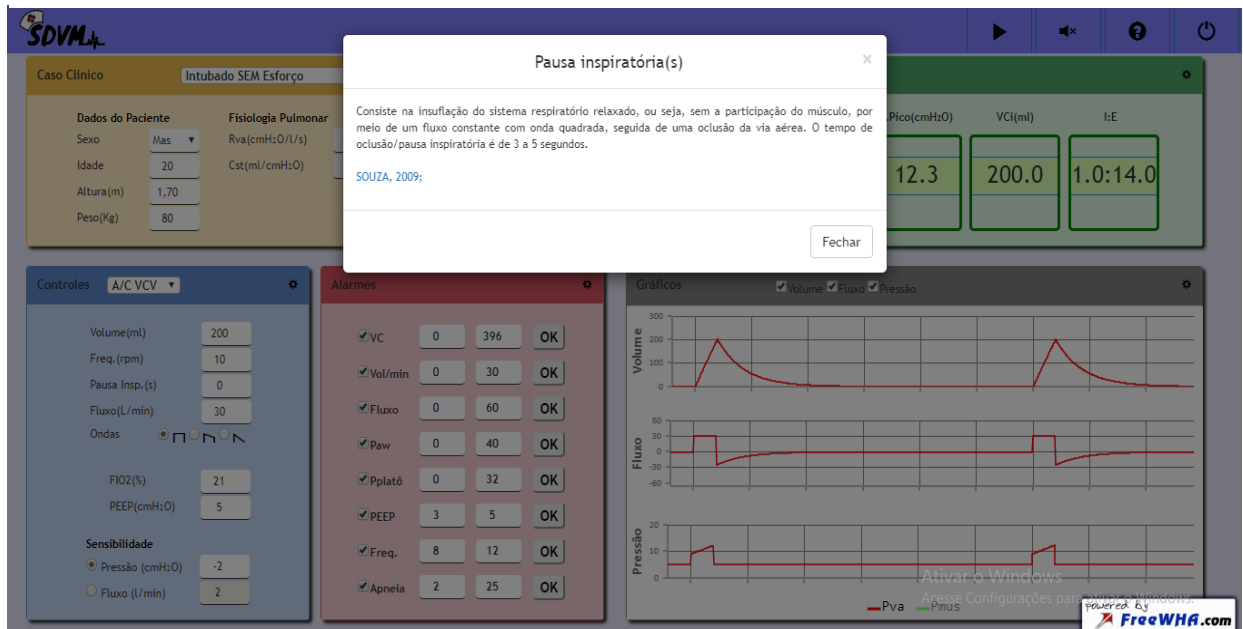 SDVM
Caso Clínico
Intubado SEM Esforço
Dados do Paciente
Fisiologia Pulmonar
Sexo
Mas
Rva(cmH2O/l/s)
Idade
20
Cst(ml/cmH2O)
Altura(m)
1,70
Peso(Kg)
80
Pausa inspiratória(s)
×
Consiste na insuflação do sistema respiratório relaxado, ou seja, sem a participação do músculo, por
meio de um fluxo constante com onda quadrada, seguida de uma oclusão da via aérea. O tempo de
oclusão/pausa inspiratória é de 3 a 5 segundos.
SOUZA, 2009;
Fechar
Pico(cmH2O)
VCi(ml)
I:E
12.3
200.0
1.0:14.0
Controles
A/C VCV
Volume(ml)
200
Freq.(rpm)
10
Pausa Insp.(s)
0
Fluxo(L/min)
30
Ondas
FIO2(%)
21
PEEP(cmH2O)
5
Sensibilidade
Pressão (cmH2O)
-2
Fluxo (l/min)
2
Alarmes
VC 0 396 OK
Vol/min 0 30 OK
Fluxo 0 60 OK
Paw 0 40 OK
Pplatô 0 32 OK
PEEP 3 5 OK
Freq. 8 12 OK
Apneia 2 25 OK
Gráficos
Volume Fluxo Pressão
Volume
300
200
100
0
Fluxo
60
30
0
-30
-60
Pressão
20
10
0
Pva Pmus
Ativar o Windows
Acesse Configurações para ativar o Windows.
powered by
FreeWHA.com